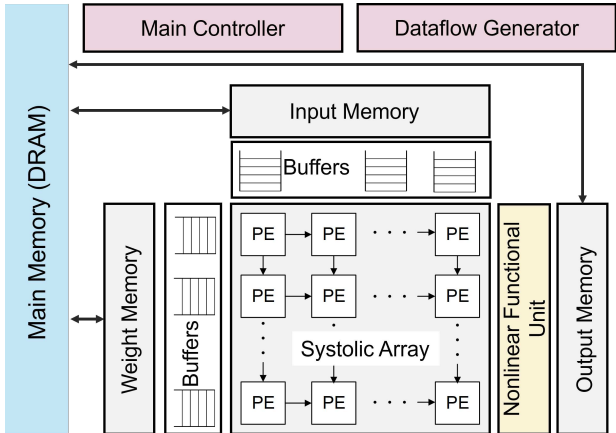 Main Controller
Dataflow Generator
Main Memory (DRAM)
Input Memory
Buffers
Weight Memory
Buffers
PE PE · · · PE
PE PE · · · PE
Systolic Array
PE PE · · · PE
Nonlinear Functional
Unit
Output Memory